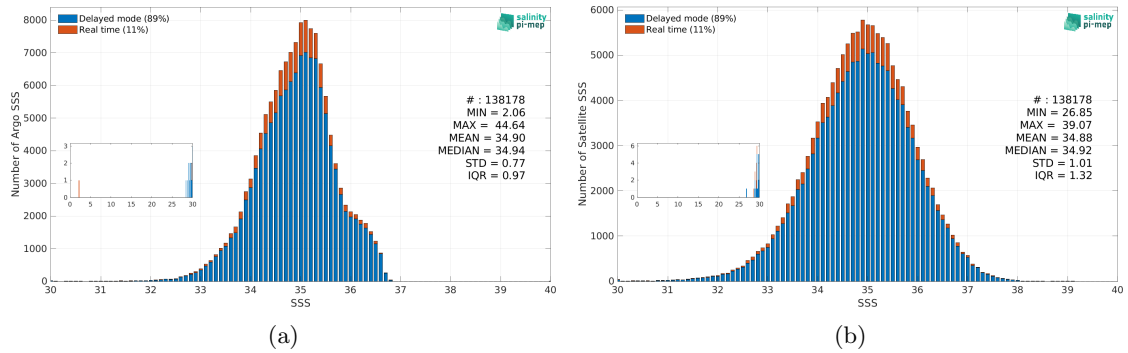 Delayed mode (89%)
Real time (11%)
salinity
pi-mep
Number of Argo SSS
8000
7000
6000
5000
4000
3000
2000
1000
0
# : 138178
MIN = 2.06
MAX = 44.64
MEAN = 34.90
MEDIAN = 34.94
STD = 0.77
IQR = 0.97
3
2
1
0
0 5 10 15 20 25 30
30 31 32 33 34 35 36 37 38 39 40
SSS
(a)
Delayed mode (89%)
Real time (11%)
salinity
pi-mep
Number of Satellite SSS
6000
5000
4000
3000
2000
1000
0
# : 138178
MIN = 26.85
MAX = 39.07
MEAN = 34.88
MEDIAN = 34.92
STD = 1.01
IQR = 1.32
6
4
2
0
0 5 10 15 20 25 30
30 31 32 33 34 35 36 37 38 39 40
SSS
(b)